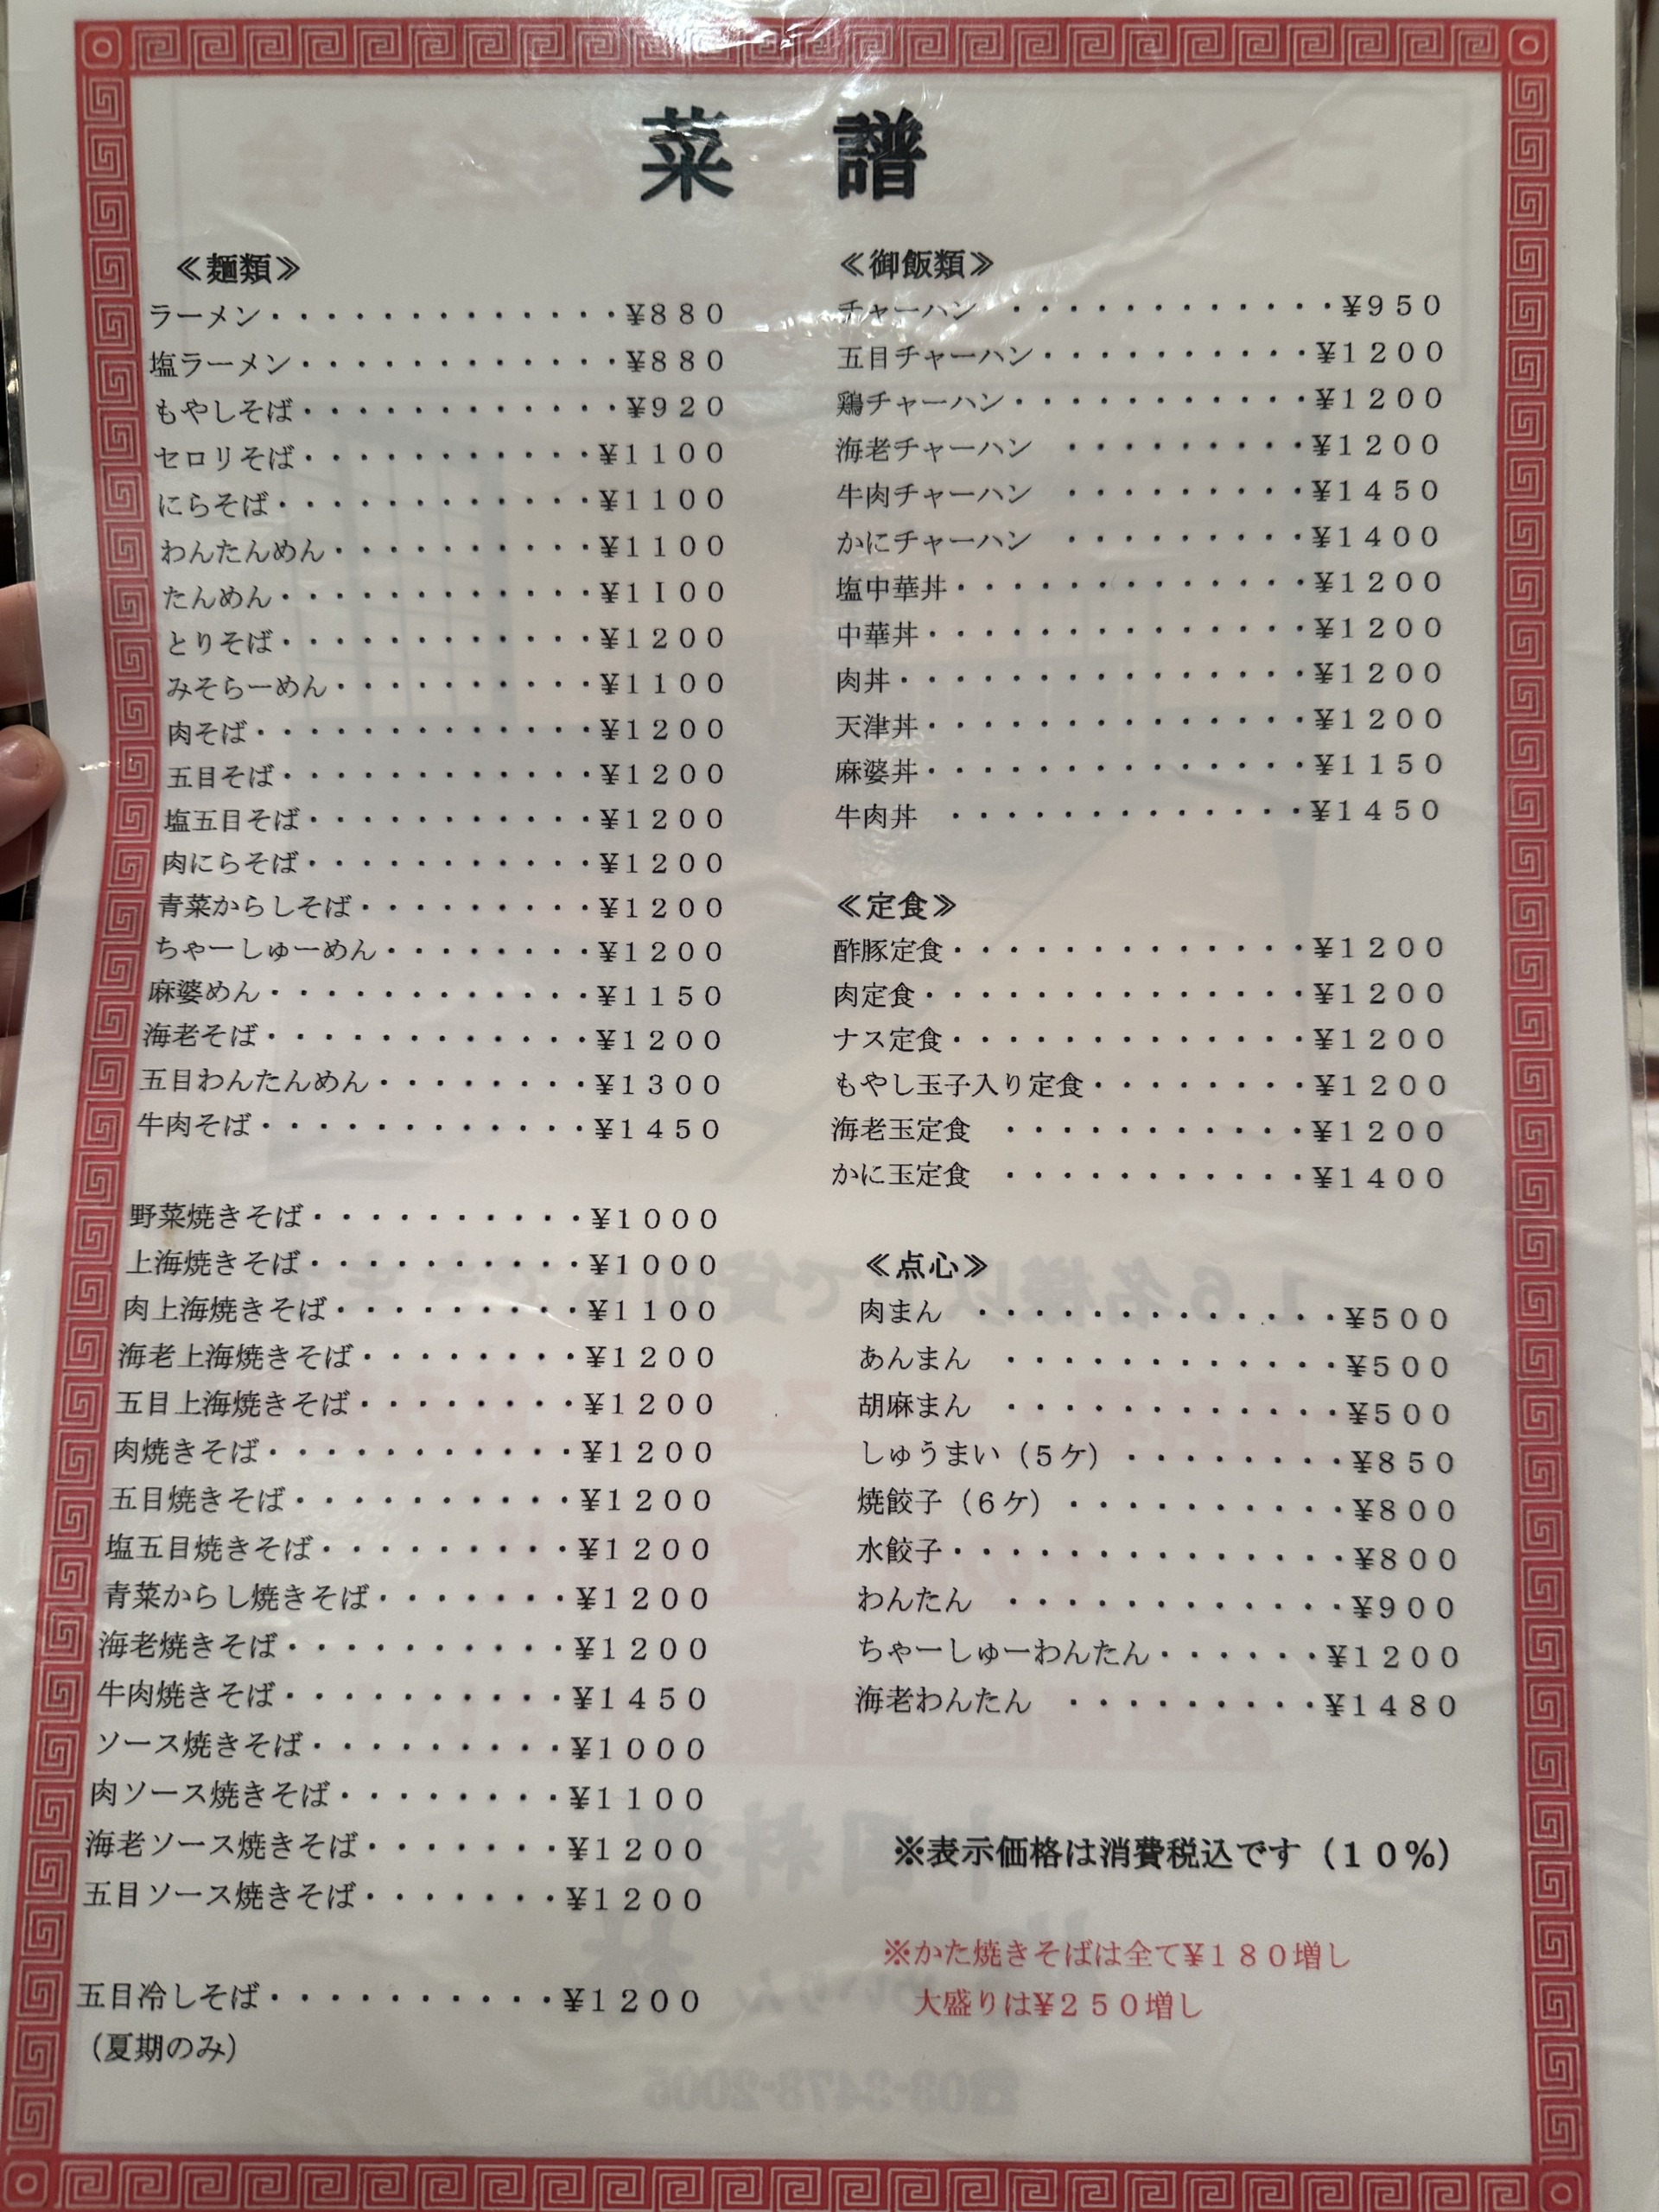 菜譜
≪麺類≫
ラーメン・・・・・・・・・・・・・¥880
塩ラーメン・・・・・・・・・・・・¥880
もやしそば・・・・・・・・・・・・¥920
セロリそば・・・・・・・・・・・¥1100
にらそば・・・・・・・・・・・・¥1100
わんたんめん・・・・・・・・・・¥1100
たんめん・・・・・・・・・・・・¥1100
とりそば・・・・・・・・・・・・¥1200
みそらーめん・・・・・・・・・・¥1100
肉そば・・・・・・・・・・・・・¥1200
五目そば・・・・・・・・・・・・¥1200
塩五目そば・・・・・・・・・・・¥1200
肉にらそば・・・・・・・・・・・¥1200
青菜からしそば・・・・・・・・・¥1200
ちゃーしゅーめん・・・・・・・・¥1200
麻婆めん・・・・・・・・・・・・¥1150
海老そば・・・・・・・・・・・・¥1200
五目わんたんめん・・・・・・・・¥1300
牛肉そば・・・・・・・・・・・・¥1450
野菜焼きそば・・・・・・・・・・¥1000
上海焼きそば・・・・・・・・・・¥1000
肉上海焼きそば・・・・・・・・・¥1100
海老上海焼きそば・・・・・・・・¥1200
五目上海焼きそば・・・・・・・・¥1200
肉焼きそば・・・・・・・・・・・¥1200
五目焼きそば・・・・・・・・・・¥1200
塩五目焼きそば・・・・・・・・・¥1200
青菜からし焼きそば・・・・・・・¥1200
海老焼きそば・・・・・・・・・・¥1200
牛肉焼きそば・・・・・・・・・・¥1450
ソース焼きそば・・・・・・・・・¥1000
肉ソース焼きそば・・・・・・・・¥1100
海老ソース焼きそば・・・・・・・¥1200
五目ソース焼きそば・・・・・・・¥1200
五目冷しそば・・・・・・・・・・¥1200
（夏期のみ）
≪御飯類≫
チャーハン ・・・・・・・・・・・・¥950
五目チャーハン・・・・・・・・・・¥1200
鶏チャーハン・・・・・・・・・・・¥1200
海老チャーハン ・・・・・・・・・¥1200
牛肉チャーハン ・・・・・・・・・¥1450
かにチャーハン ・・・・・・・・・¥1400
塩中華丼・・・・・・・・・・・・・¥1200
中華丼・・・・・・・・・・・・・・¥1200
肉丼・・・・・・・・・・・・・・・¥1200
天津丼・・・・・・・・・・・・・・¥1200
麻婆丼・・・・・・・・・・・・・・¥1150
牛肉丼 ・・・・・・・・・・・・・¥1450
≪定食≫
酢豚定食・・・・・・・・・・・・・¥1200
肉定食・・・・・・・・・・・・・・¥1200
ナス定食・・・・・・・・・・・・・¥1200
もやし玉子入り定食・・・・・・・・¥1200
海老玉定食 ・・・・・・・・・・・¥1200
かに玉定食 ・・・・・・・・・・・¥1400
≪点心≫
肉まん ・・・・・・・・・・・・・¥500
あんまん ・・・・・・・・・・・・¥500
胡麻まん ・・・・・・・・・・・・¥500
しゅうまい（5ケ）・・・・・・・・¥850
焼餃子（6ケ）・・・・・・・・・・¥800
水餃子・・・・・・・・・・・・・・¥800
わんたん ・・・・・・・・・・・・¥900
ちゃーしゅーわんたん・・・・・・¥1200
海老わんたん ・・・・・・・・・¥1480
※表示価格は消費税込です（10%）
※かた焼きそばは全て¥180増し
大盛りは¥250増し